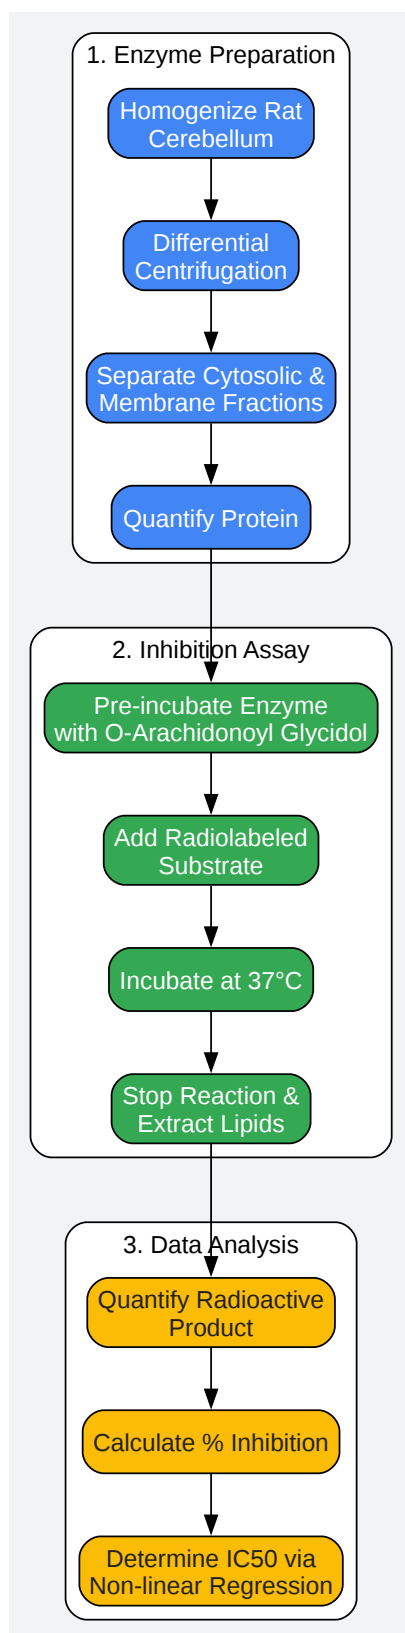 1. Enzyme Preparation
Homogenize Rat
Cerebellum
Differential
Centrifugation
Separate Cytosolic &
Membrane Fractions
Quantify Protein
2. Inhibition Assay
Pre-incubate Enzyme
with O-Arachidonoyl Glycidol
Add Radiolabeled
Substrate
Incubate at 37°C
Stop Reaction &
Extract Lipids
3. Data Analysis
Quantify Radioactive
Product
Calculate % Inhibition
Determine IC50 via
Non-linear Regression